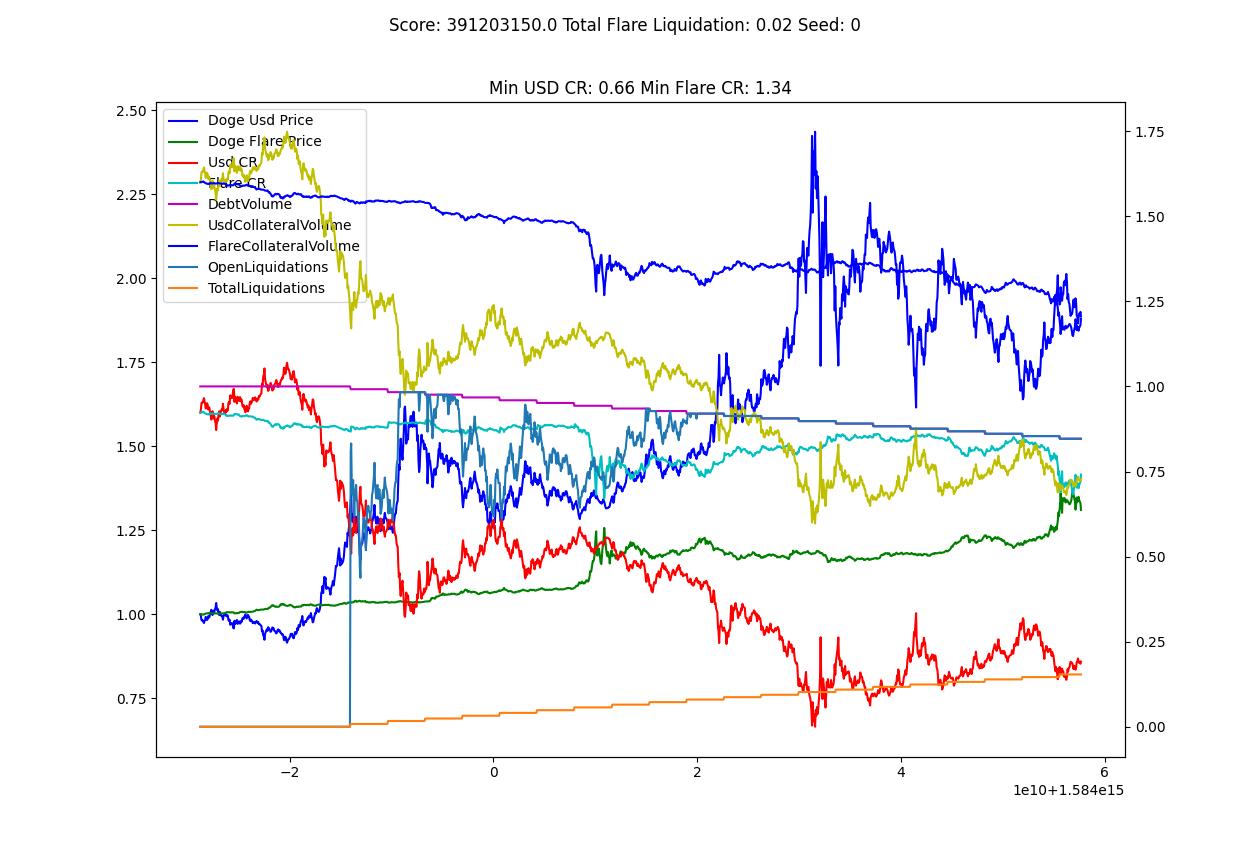 Score: 391203150.0 Total Flare Liquidation: 0.02 Seed: 0
Min USD CR: 0.66 Min Flare CR: 1.34
2.50
2.25
2.00
1.75
1.50
1.25
1.00
0.75
Doge Usd Price
Doge Flare Price
Usd CR
Flare CR
DebtVolume
UsdCollateralVolume
FlareCollateralVolume
OpenLiquidations
TotalLiquidations
1.75
1.50
1.25
1.00
0.75
0.50
0.25
0.00
−2
0
2
4
6
1e10+1.584e15